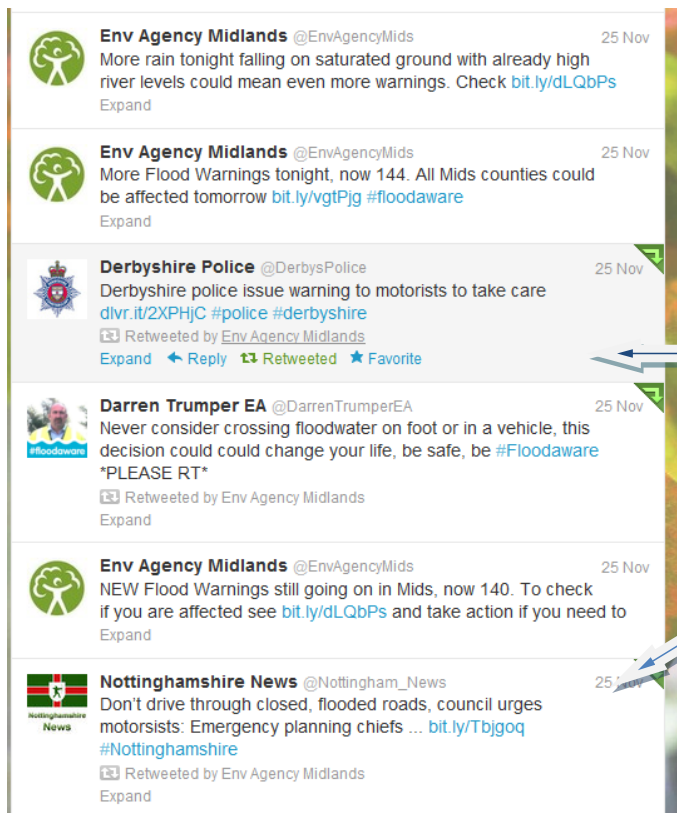 Env Agency Midlands @EnvAgencyMids 25 Nov
More rain tonight falling on saturated ground with already high
river levels could mean even more warnings. Check bit.ly/dLQbPs
Expand
Env Agency Midlands @EnvAgencyMids 25 Nov
More Flood Warnings tonight, now 144. All Mids counties could
be affected tomorrow bit.ly/vgtPjg #floodaware
Expand
Derbyshire Police @DerbysPolice 25 Nov
Derbyshire police issue warning to motorists to take care
dlvr.it/2XPHjC #police #derbyshire
Retweeted by Env Agency Midlands
Expand Reply Retweeted Favorite
Darren Trumper EA @DarrenTrumperEA 25 Nov
Never consider crossing floodwater on foot or in a vehicle, this
decision could could change your life, be safe, be #Floodaware
*PLEASE RT*
#floodaware
Retweeted by Env Agency Midlands
Expand
Env Agency Midlands @EnvAgencyMids 25 Nov
NEW Flood Warnings still going on in Mids, now 140. To check
if you are affected see bit.ly/dLQbPs and take action if you need to
Expand
Nottinghamshire News @Nottingham_News 25 Nov
Don't drive through closed, flooded roads, council urges
motorsists: Emergency planning chiefs ... bit.ly/Tbjgoq
#Nottinghamshire
Nottinghamshire
News
Retweeted by Env Agency Midlands
Expand